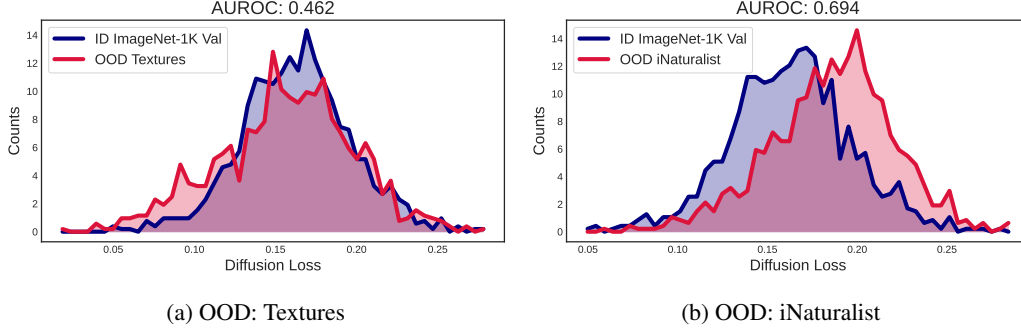 AUROC: 0.462
ID ImageNet-1K Val
OOD Textures
Counts
14
12
10
8
6
4
2
0
0.05 0.10 0.15 0.20 0.25
Diffusion Loss
(a) OOD: Textures
AUROC: 0.694
ID ImageNet-1K Val
OOD iNaturalist
Counts
14
12
10
8
6
4
2
0
0.05 0.10 0.15 0.20 0.25
Diffusion Loss
(b) OOD: iNaturalist